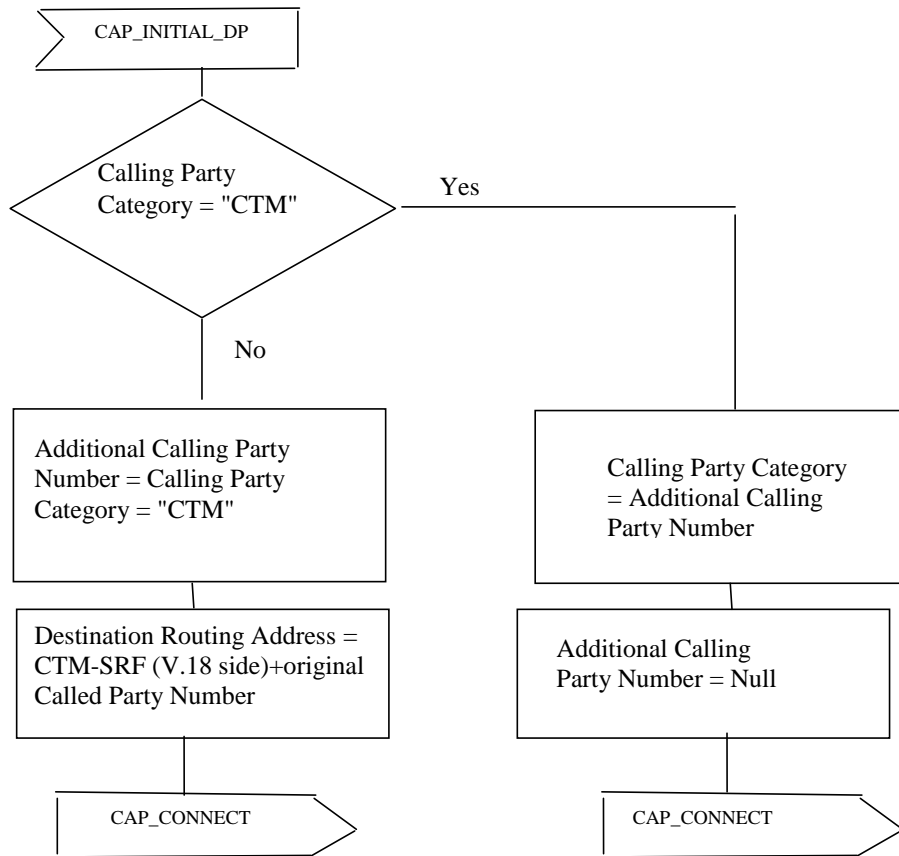 CAP_INITIAL_DP
Calling Party
Category = "CTM"
Yes
No
Additional Calling Party
Number = Calling Party
Category = "CTM"
Calling Party Category
= Additional Calling
Party Number
Destination Routing Address =
CTM-SRF (V.18 side)+original
Called Party Number
Additional Calling
Party Number = Null
CAP_CONNECT
CAP_CONNECT